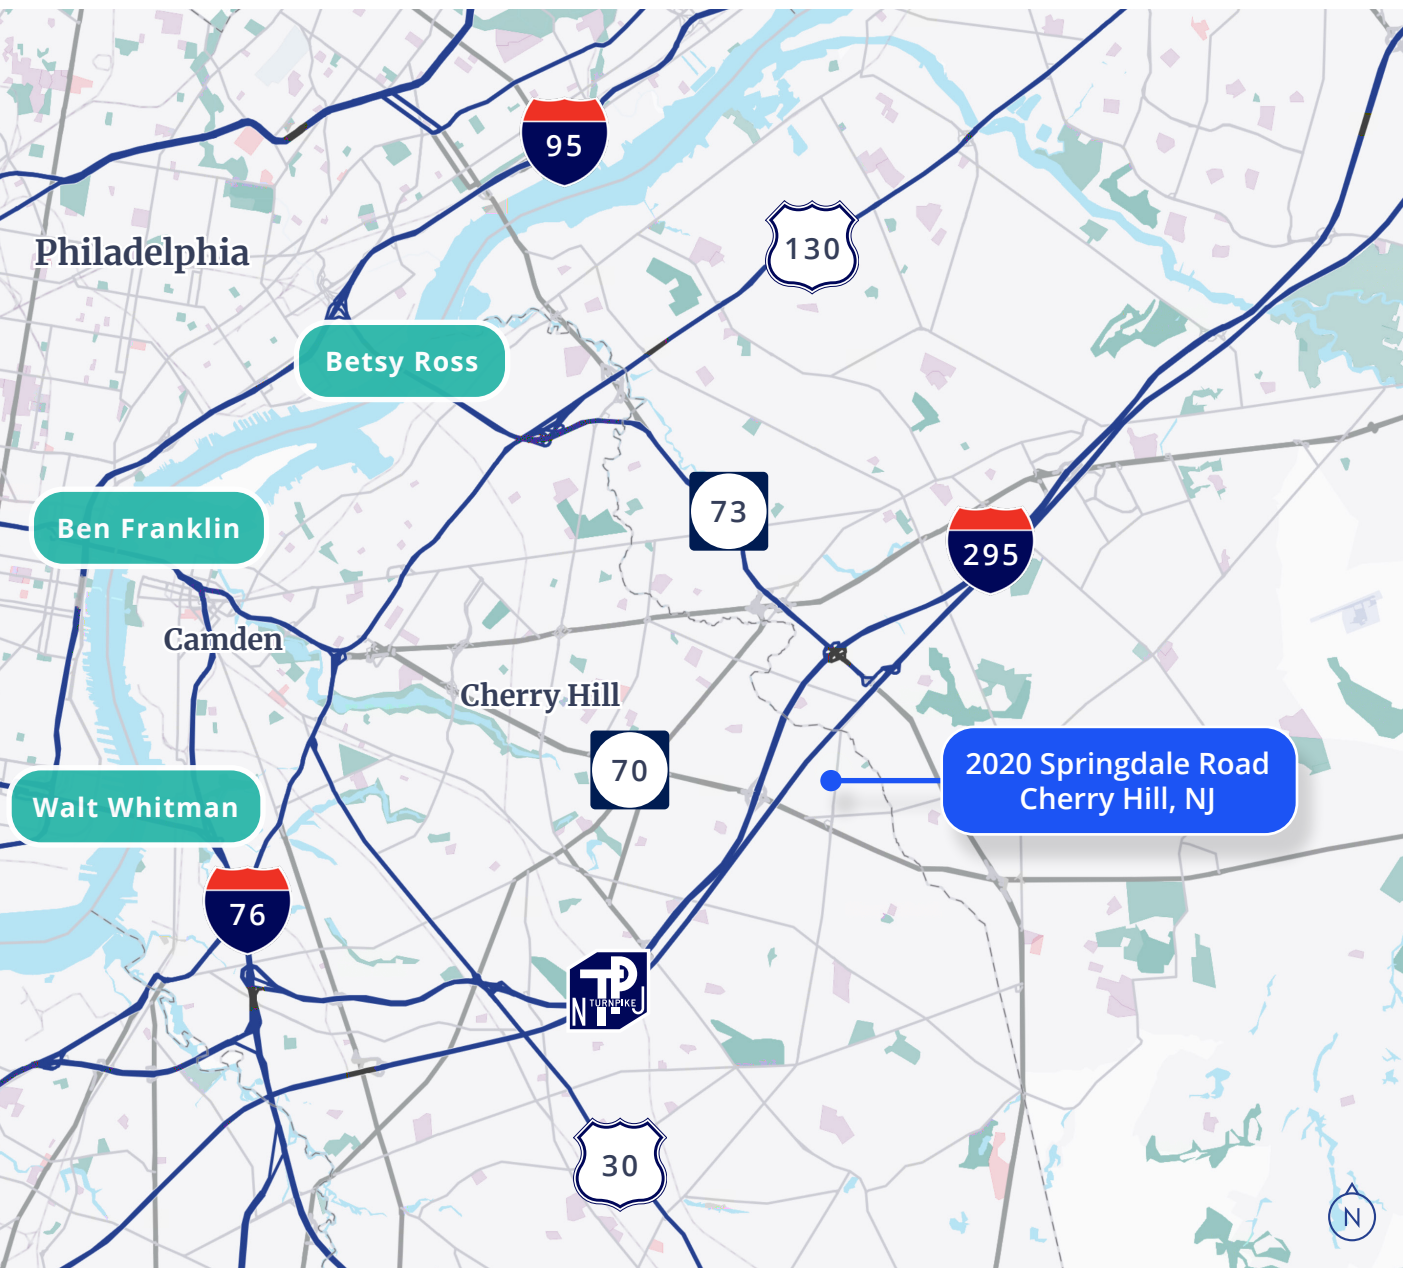 95
130
Philadelphia
Betsy Ross
73
Ben Franklin
295
Camden
Cherry Hill
70
2020 Springdale Road
Cherry Hill, NJ
Walt Whitman
76
TP
N TURNPIKE J
30
N